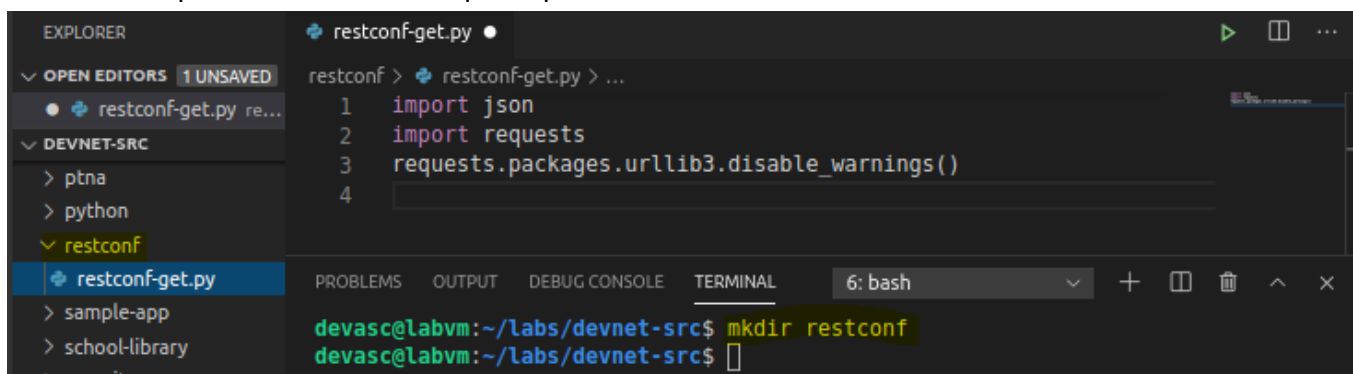 EXPLORER
OPEN EDITORS 1 UNSAVED
restconf-get.py re...
DEVNET-SRC
ptna
python
restconf
restconf-get.py
sample-app
school-library
restconf-get.py
restconf > restconf-get.py > ...
1 import json
2 import requests
3 requests.packages.urllib3.disable_warnings()
4
PROBLEMS OUTPUT DEBUG CONSOLE TERMINAL 6: bash
devasc@labvm:~/labs/devnet-src$ mkdir restconf
devasc@labvm:~/labs/devnet-src$